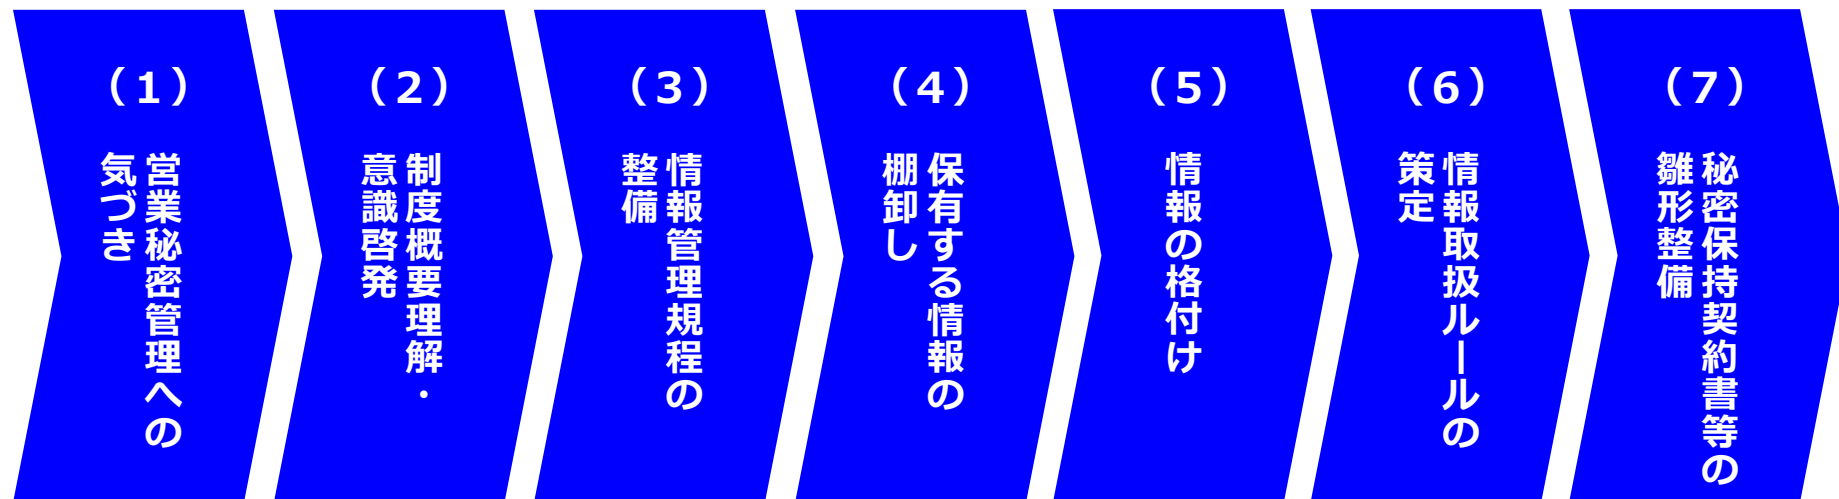 （１）
営業秘密管理への
気づき
（２）
制度概要理解・
意識啓発
（３）
情報管理規程の
整備
（４）
保有する情報の
棚卸し
（５）
情報の格付け
（６）
情報取扱ルールの
策定
（７）
秘密保持契約書等の
雛形整備